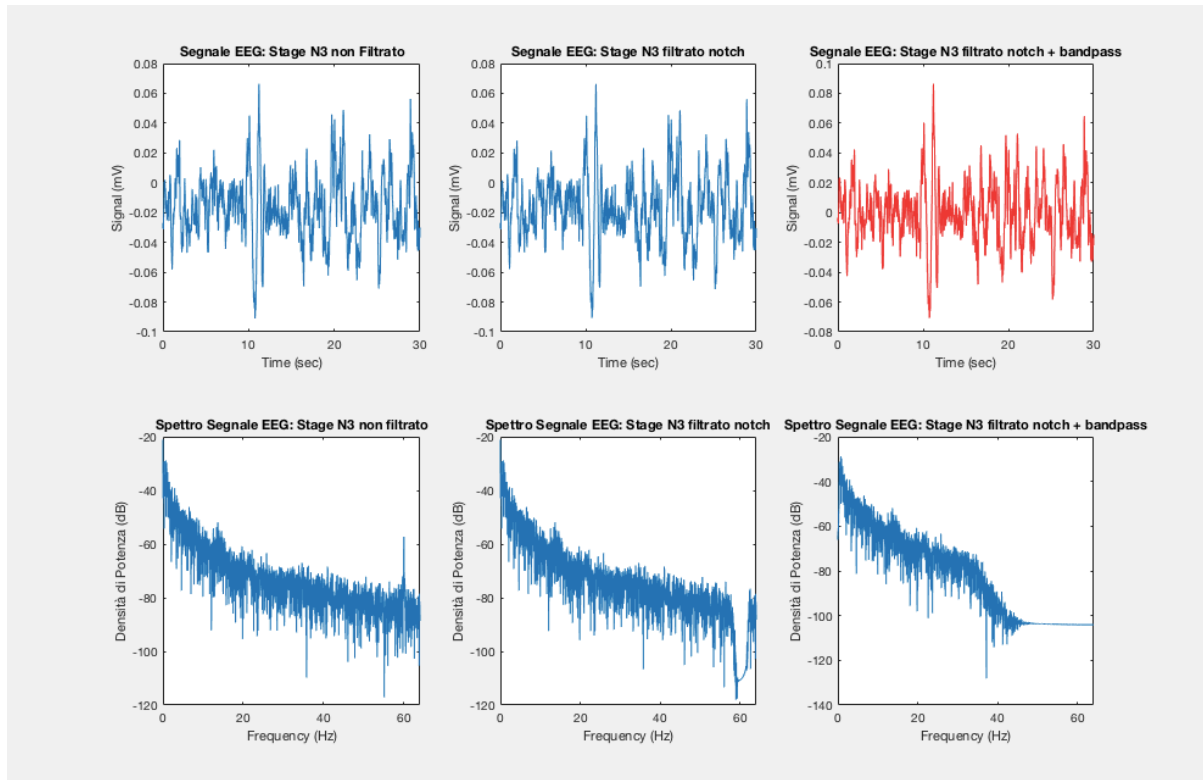 Segnale EEG: Stage N3 non Filtrato
0.08
0.06
0.04
0.02
0
-0.02
-0.04
-0.06
-0.08
-0.1
Signal (mV)
0 10 20 30
Time (sec)
Segnale EEG: Stage N3 filtrato notch
0.08
0.06
0.04
0.02
0
-0.02
-0.04
-0.06
-0.08
-0.1
Signal (mV)
0 10 20 30
Time (sec)
Segnale EEG: Stage N3 filtrato notch + bandpass
0.1
0.08
0.06
0.04
0.02
0
-0.02
-0.04
-0.06
-0.08
Signal (mV)
0 10 20 30
Time (sec)
Spettro Segnale EEG: Stage N3 non filtrato
-20
-40
-60
-80
-100
-120
Densità di Potenza (dB)
0 20 40 60
Frequency (Hz)
Spettro Segnale EEG: Stage N3 filtrato notch
-20
-40
-60
-80
-100
-120
Densità di Potenza (dB)
0 20 40 60
Frequency (Hz)
Spettro Segnale EEG: Stage N3 filtrato notch + bandpass
-20
-40
-60
-80
-100
-120
-140
Densità di Potenza (dB)
0 20 40 60
Frequency (Hz)